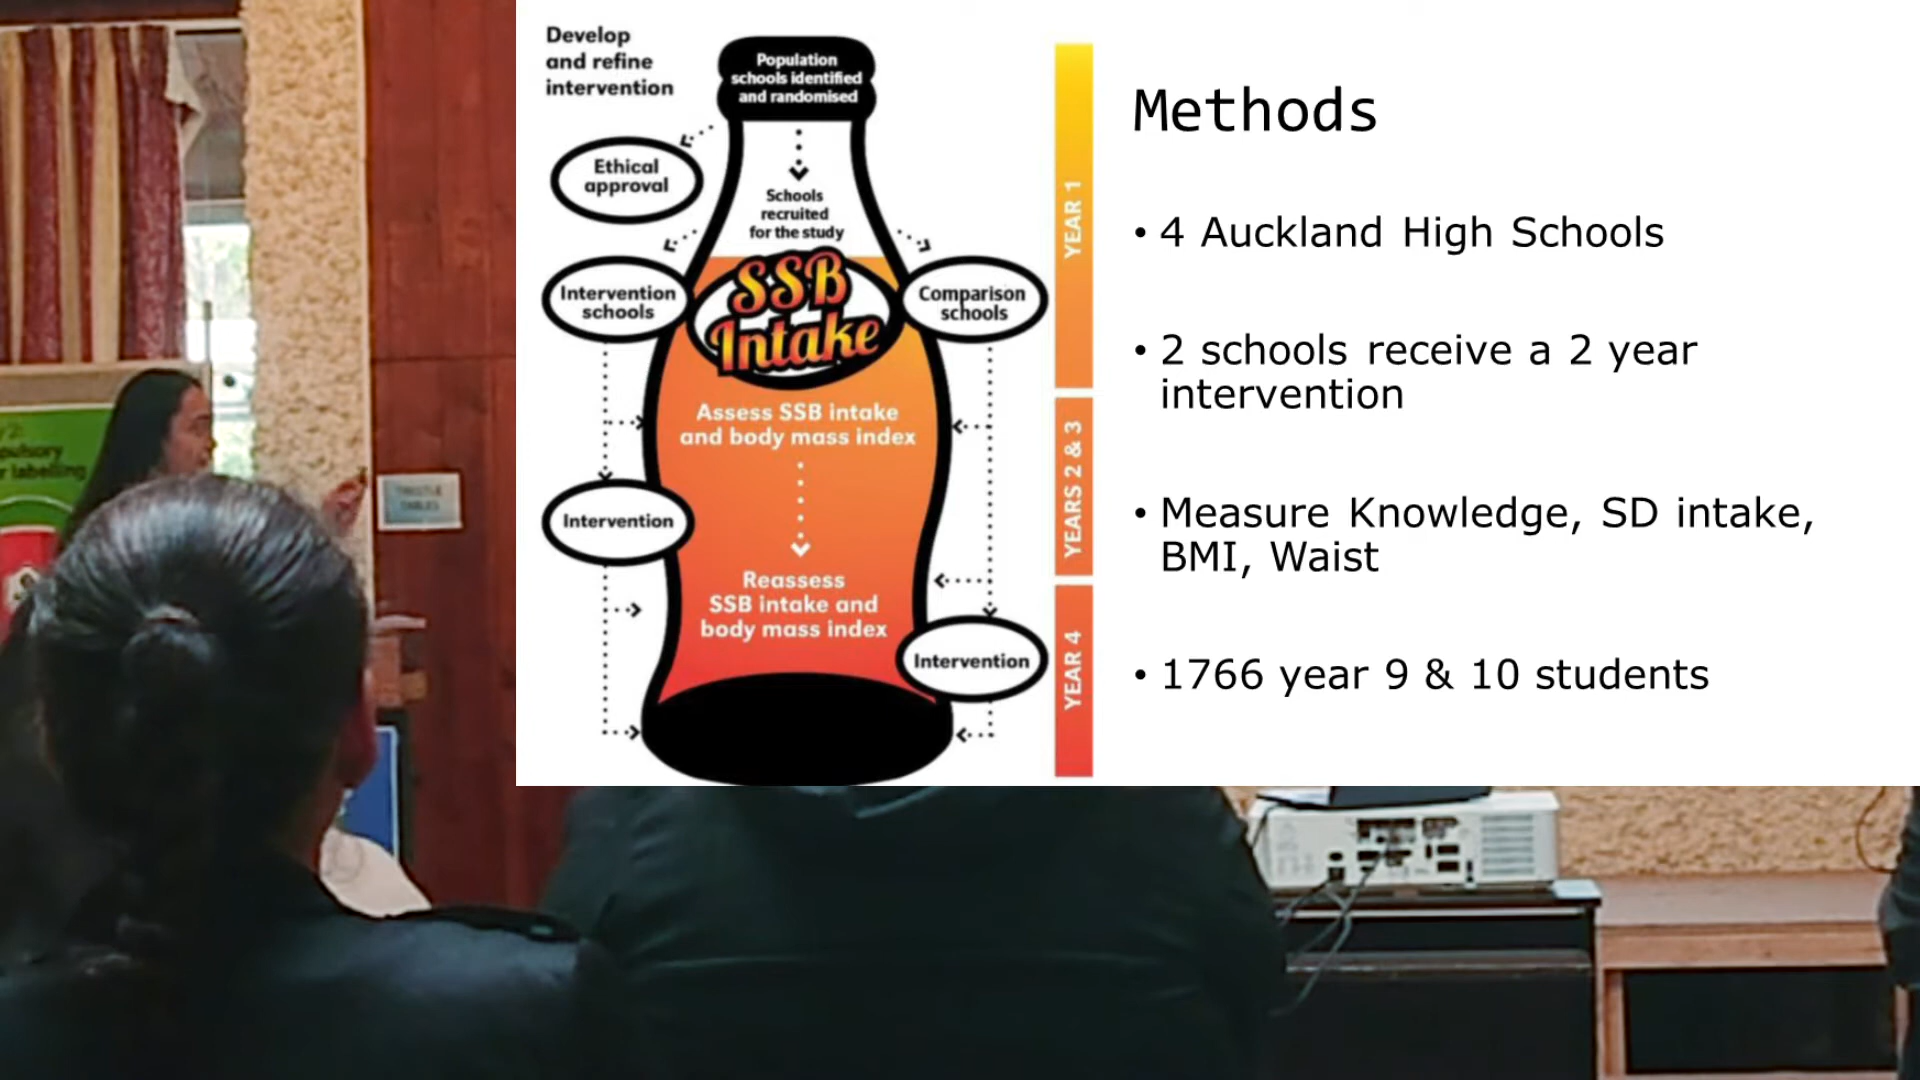 Develop
and refine
intervention
Population
schools identified
and randomised
Ethical
approval
Schools
recruited
for the study
Intervention
schools
SSB
Intake
Comparison
schools
Assess SSB intake
and body mass index
Intervention
Reassess
SSB intake and
body mass index
Intervention
YEAR 1
YEARS 2 & 3
YEAR 4
Methods
• 4 Auckland High Schools
• 2 schools receive a 2 year
intervention
• Measure Knowledge, SD intake,
BMI, Waist
• 1766 year 9 & 10 students
labelling